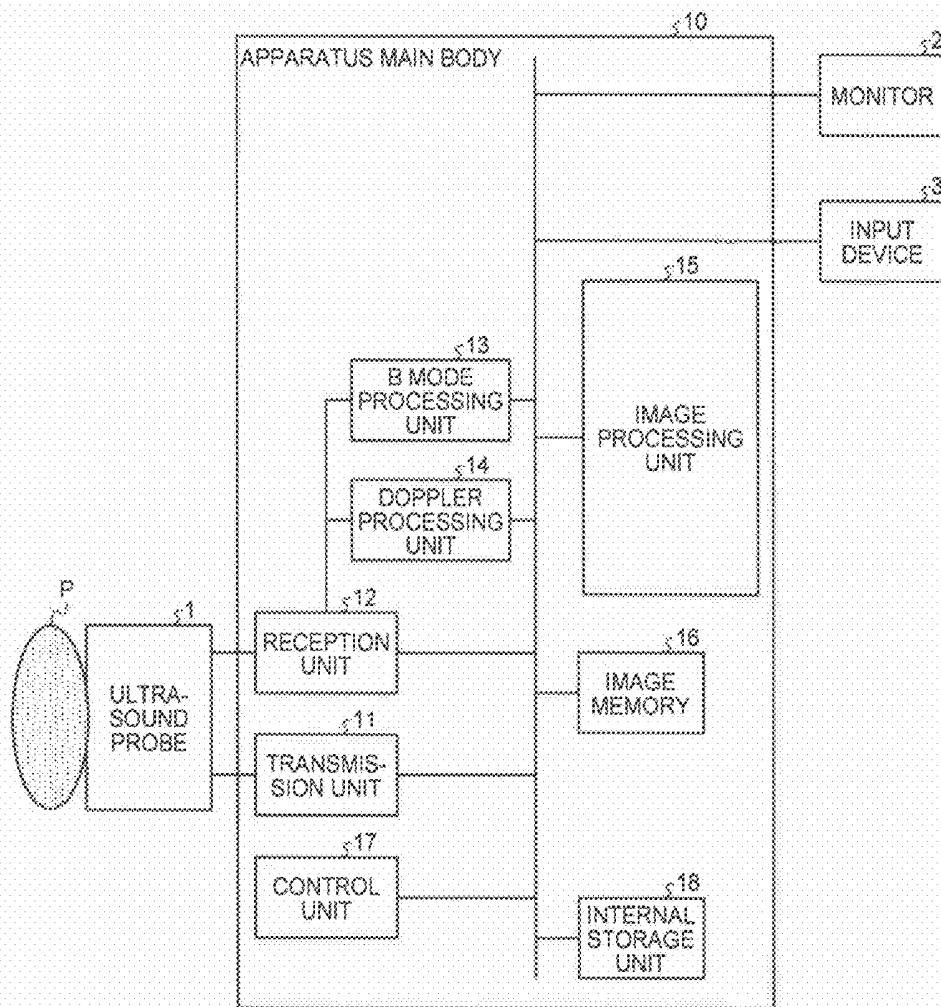 10
APPARATUS MAIN BODY
2
MONITOR
3
INPUT
DEVICE
15
IMAGE
PROCESSING
UNIT
13
B MODE
PROCESSING
UNIT
14
DOPPLER
PROCESSING
UNIT
P
1
ULTRA-
SOUND
PROBE
12
RECEPTION
UNIT
16
IMAGE
MEMORY
11
TRANSMIS-
SION UNIT
17
CONTROL
UNIT
18
INTERNAL
STORAGE
UNIT